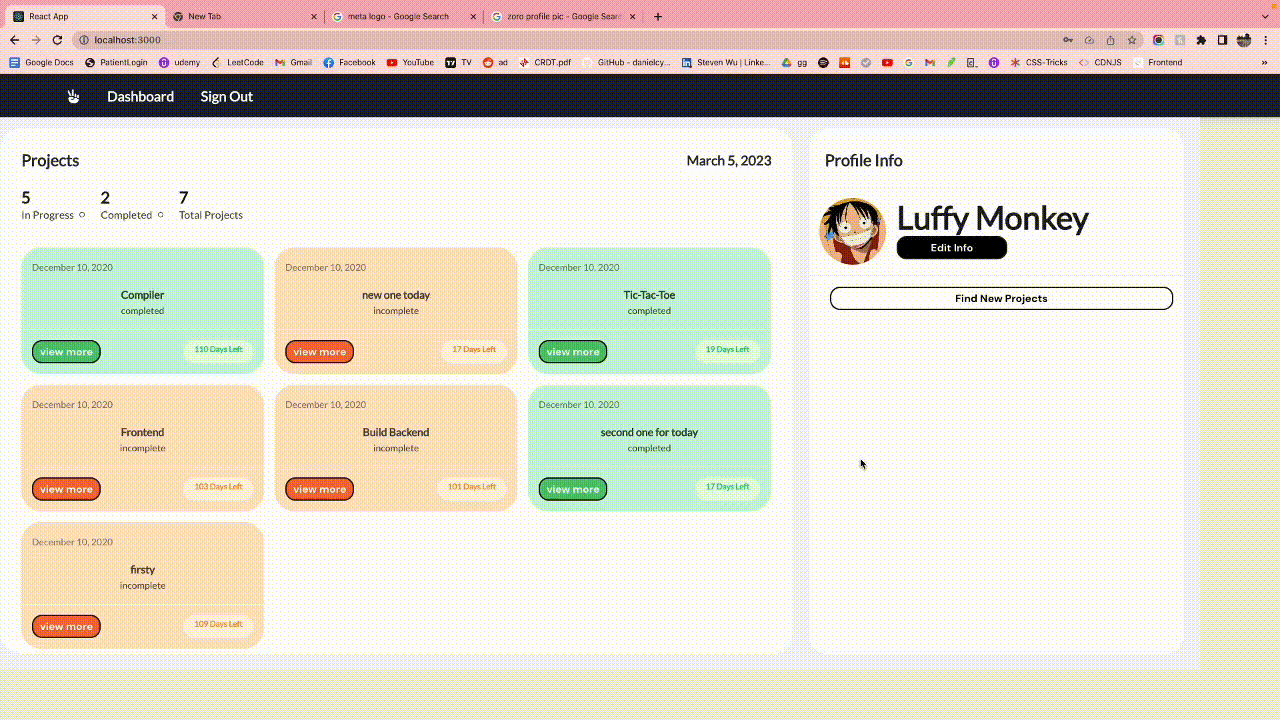 React App
New Tab
meta logo - Google Search
zoro profile pic - Google Sear
localhost:3000
Google Docs
PatientLogin
udemy
LeetCode
Gmail
Facebook
YouTube
TV
ad
CRDT.pdf
GitHub - danielcy...
Steven Wu | Linke...
gg
CSS-Tricks
CDNJS
Frontend
Dashboard
Sign Out
Projects
March 5, 2023
5
In Progress
2
Completed
7
Total Projects
December 10, 2020
Compiler
completed
view more
110 Days Left
December 10, 2020
new one today
incomplete
view more
17 Days Left
December 10, 2020
Tic-Tac-Toe
completed
view more
19 Days Left
December 10, 2020
Frontend
incomplete
view more
103 Days Left
December 10, 2020
Build Backend
incomplete
view more
101 Days Left
December 10, 2020
second one for today
completed
view more
17 Days Left
December 10, 2020
firsty
incomplete
view more
109 Days Left
Profile Info
Luffy Monkey
Edit Info
Find New Projects